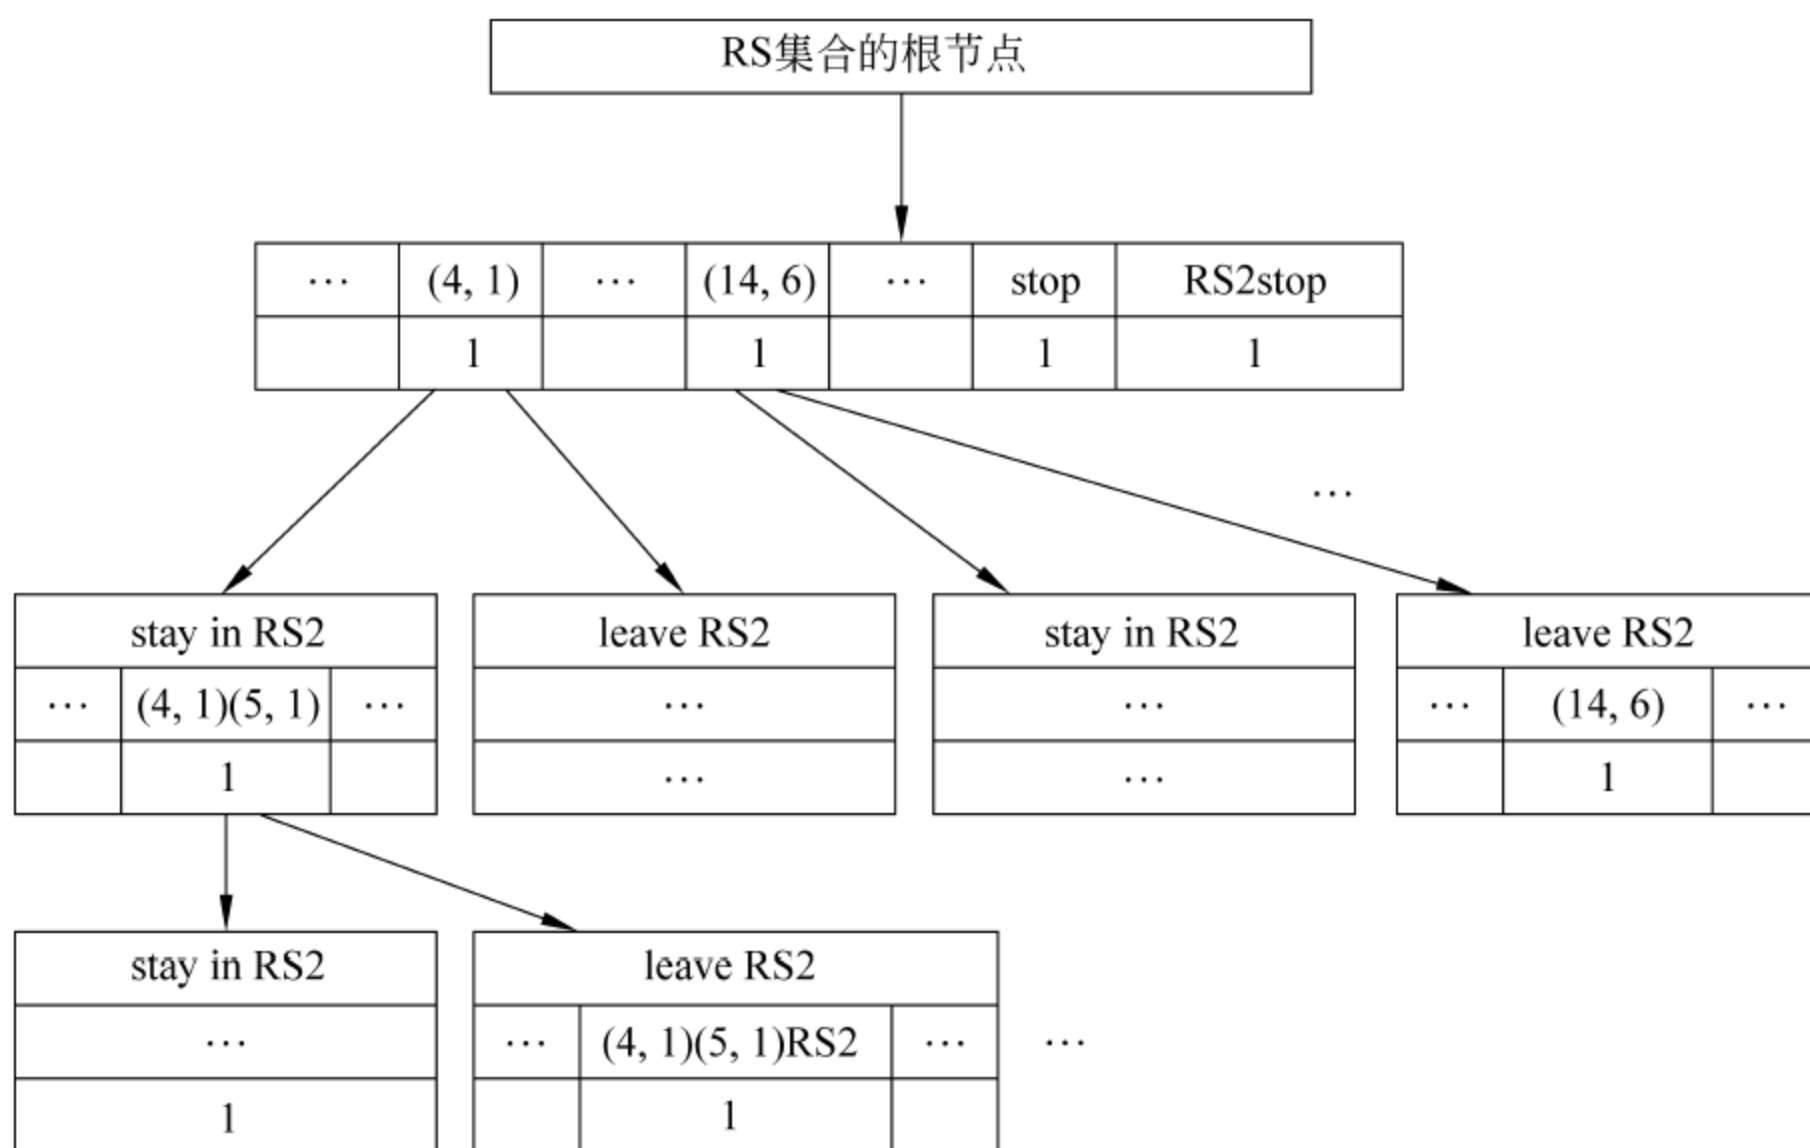 RS集合的根节点
… (4, 1) … (14, 6) … stop RS2stop
1 1 1 1
…
stay in RS2 leave RS2 stay in RS2 leave RS2
… (4, 1)(5, 1) … … … … (14, 6) …
1 … … 1
stay in RS2 leave RS2
… … (4, 1)(5, 1)RS2 … …
1 1